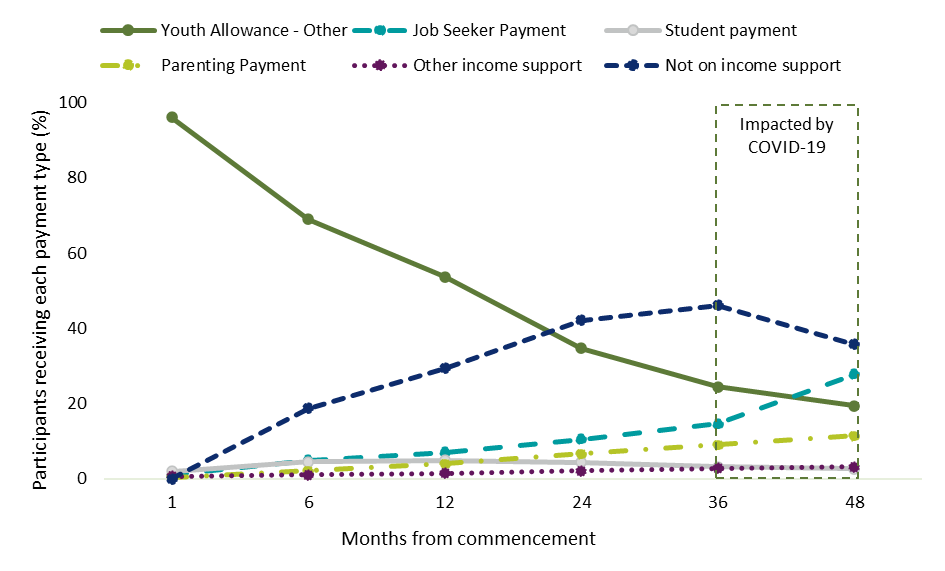 Youth Allowance - Other Job Seeker Payment Student payment
Parenting Payment Other income support Not on income support
Participants receiving each payment type (%)
100
80
60
40
20
0
Impacted by
COVID-19
1 6 12 24 36 48
Months from commencement